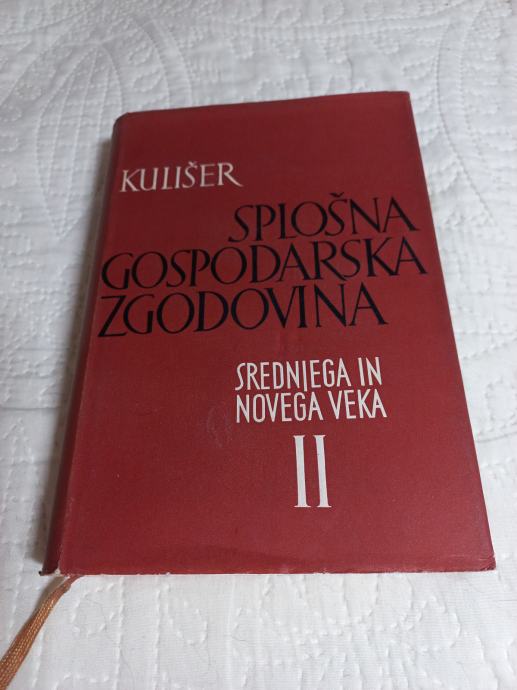 KULIŠER
SPLOŠNA
GOSPODARSKA
ZGODOVINA
SREDNJEGA IN
NOVEGA VEKA
II